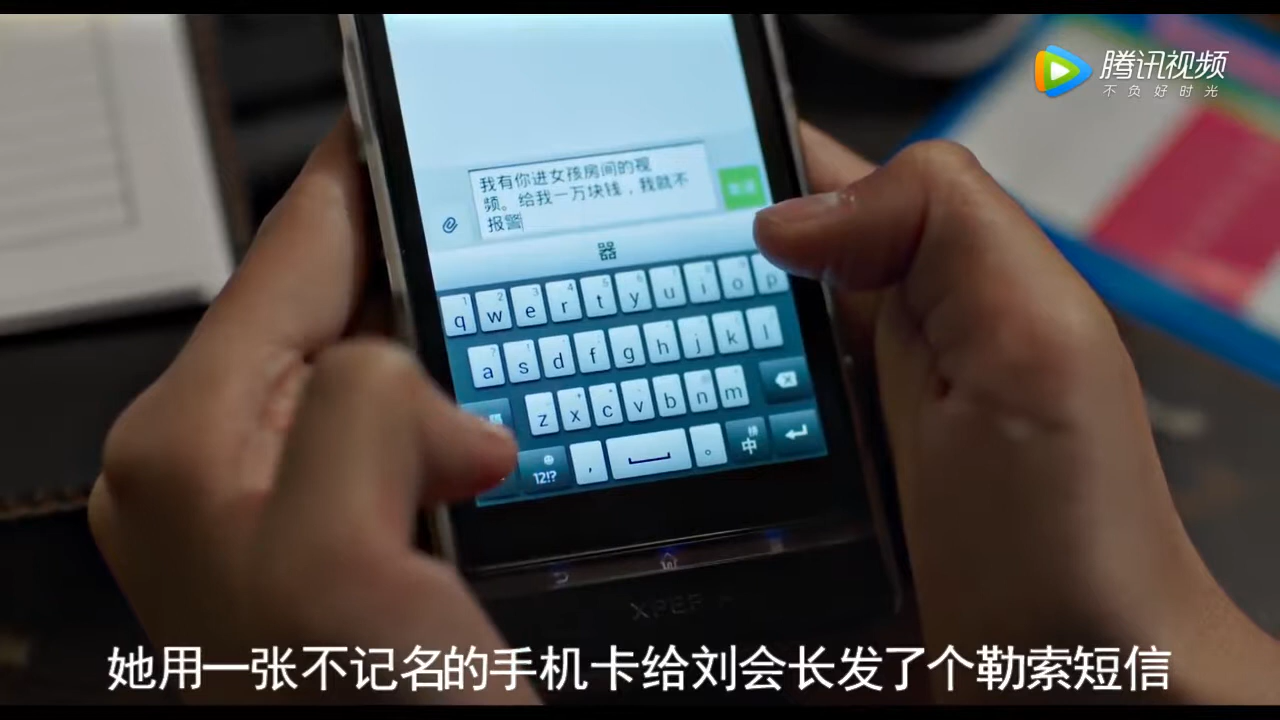 腾讯视频
不负好时光
我有你进女孩房间的视
频。给我一万块钱，我就不
报警
发送
器
q w e r t y u i o p
a s d f g h j k l
z x c v b n m
12!? , 。 中
她用一张不记名的手机卡给刘会长发了个勒索短信